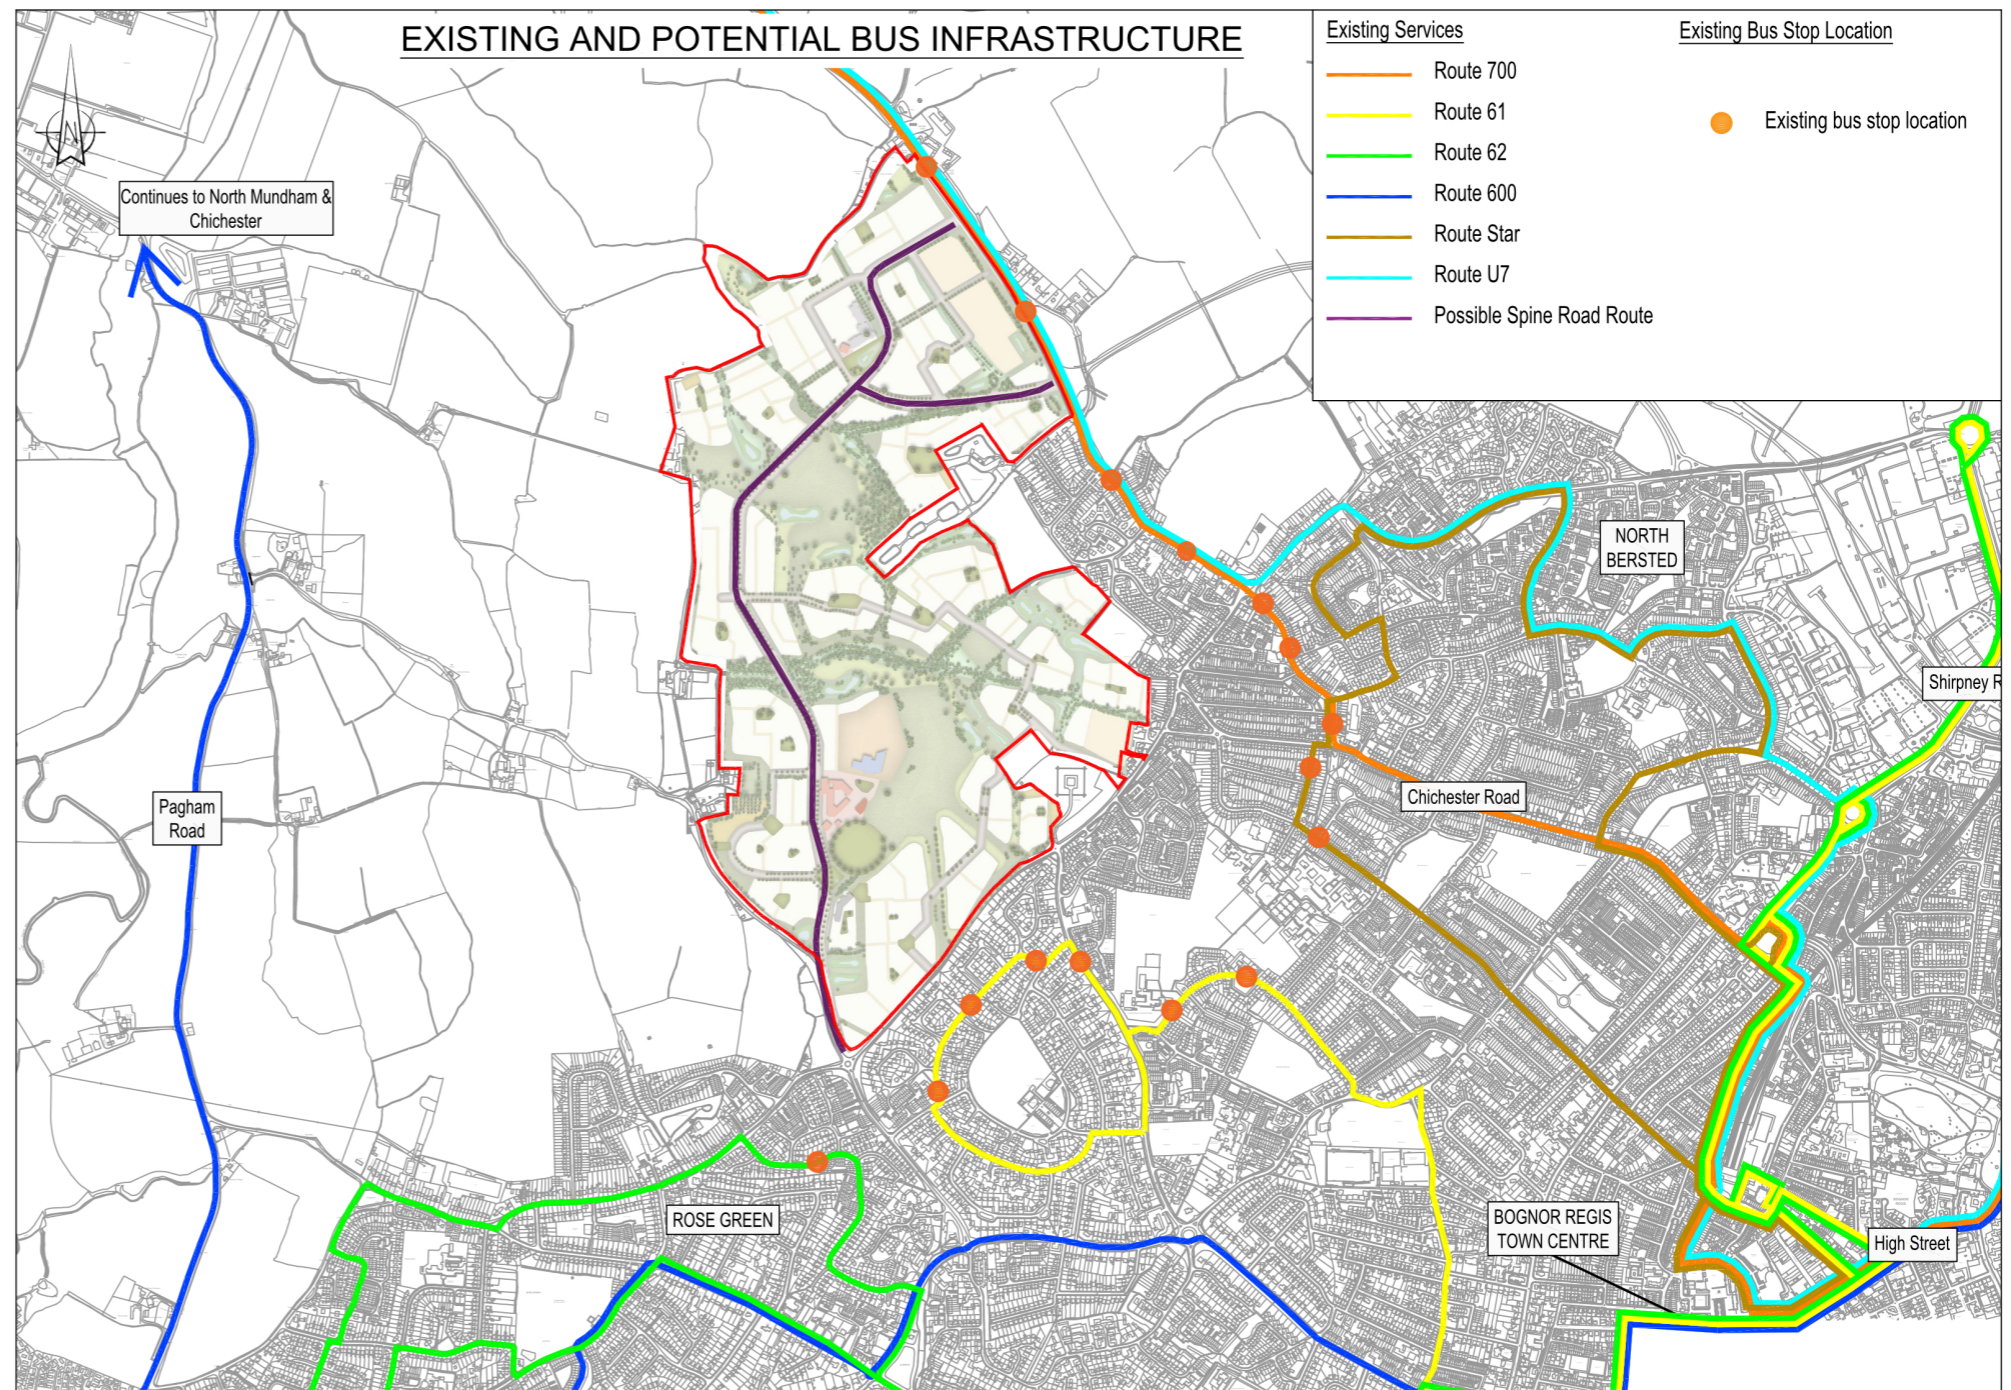 EXISTING AND POTENTIAL BUS INFRASTRUCTURE
Existing Services
Route 700
Route 61
Route 62
Route 600
Route Star
Route U7
Possible Spine Road Route
Existing Bus Stop Location
Existing bus stop location
N
Continues to North Mundham &
Chichester
NORTH
BERSTED
Shirpney R
Chichester Road
Pagham
Road
ROSE GREEN
BOGNOR REGIS
TOWN CENTRE
High Street